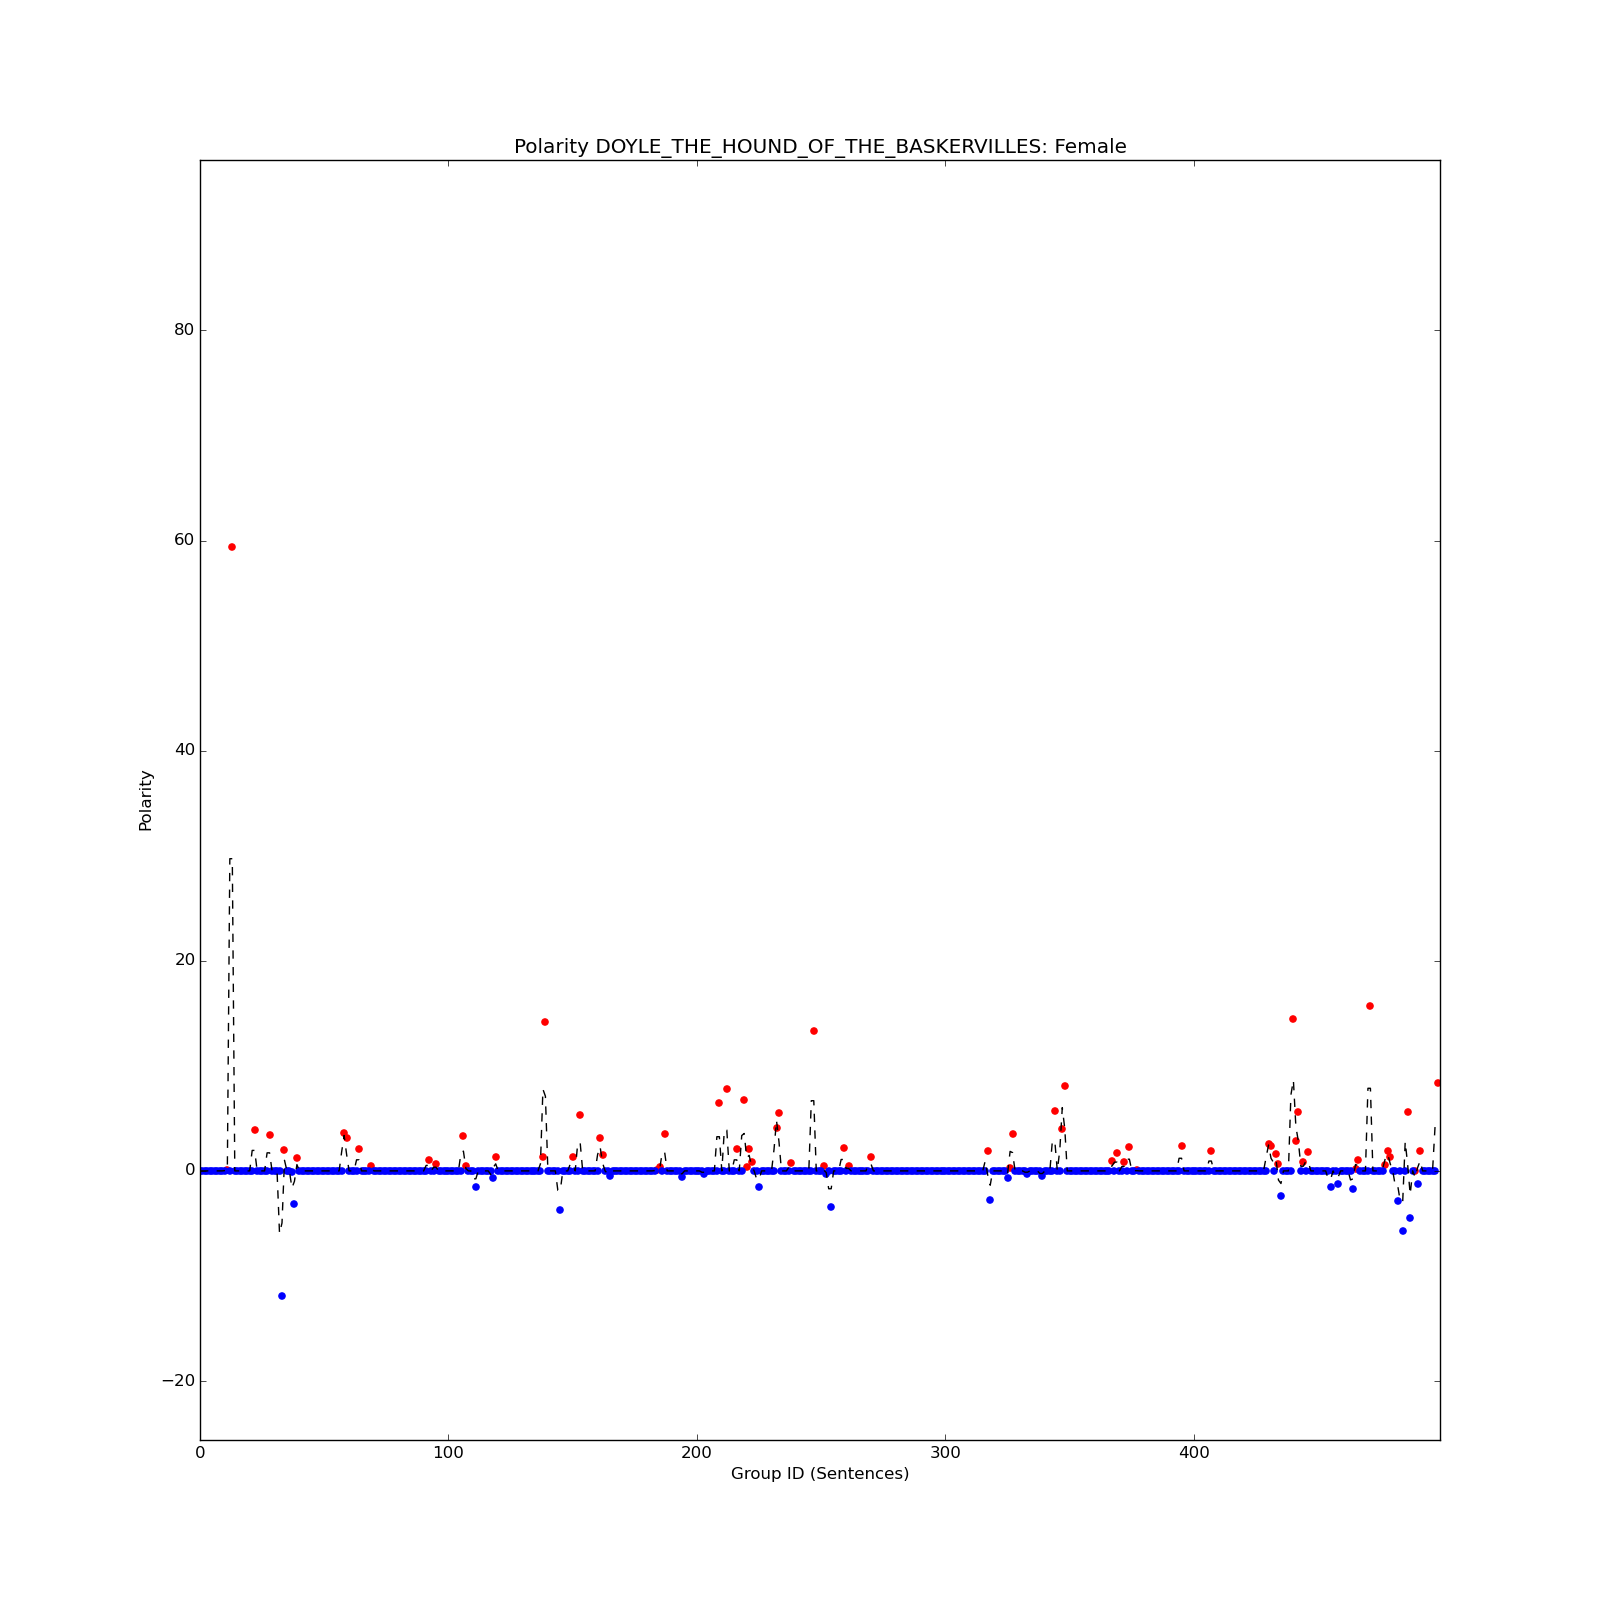 Polarity DOYLE_THE_HOUND_OF_THE_BASKERVILLES: Female
80
60
40
20
0
−20
Polarity
0 100 200 300 400
Group ID (Sentences)